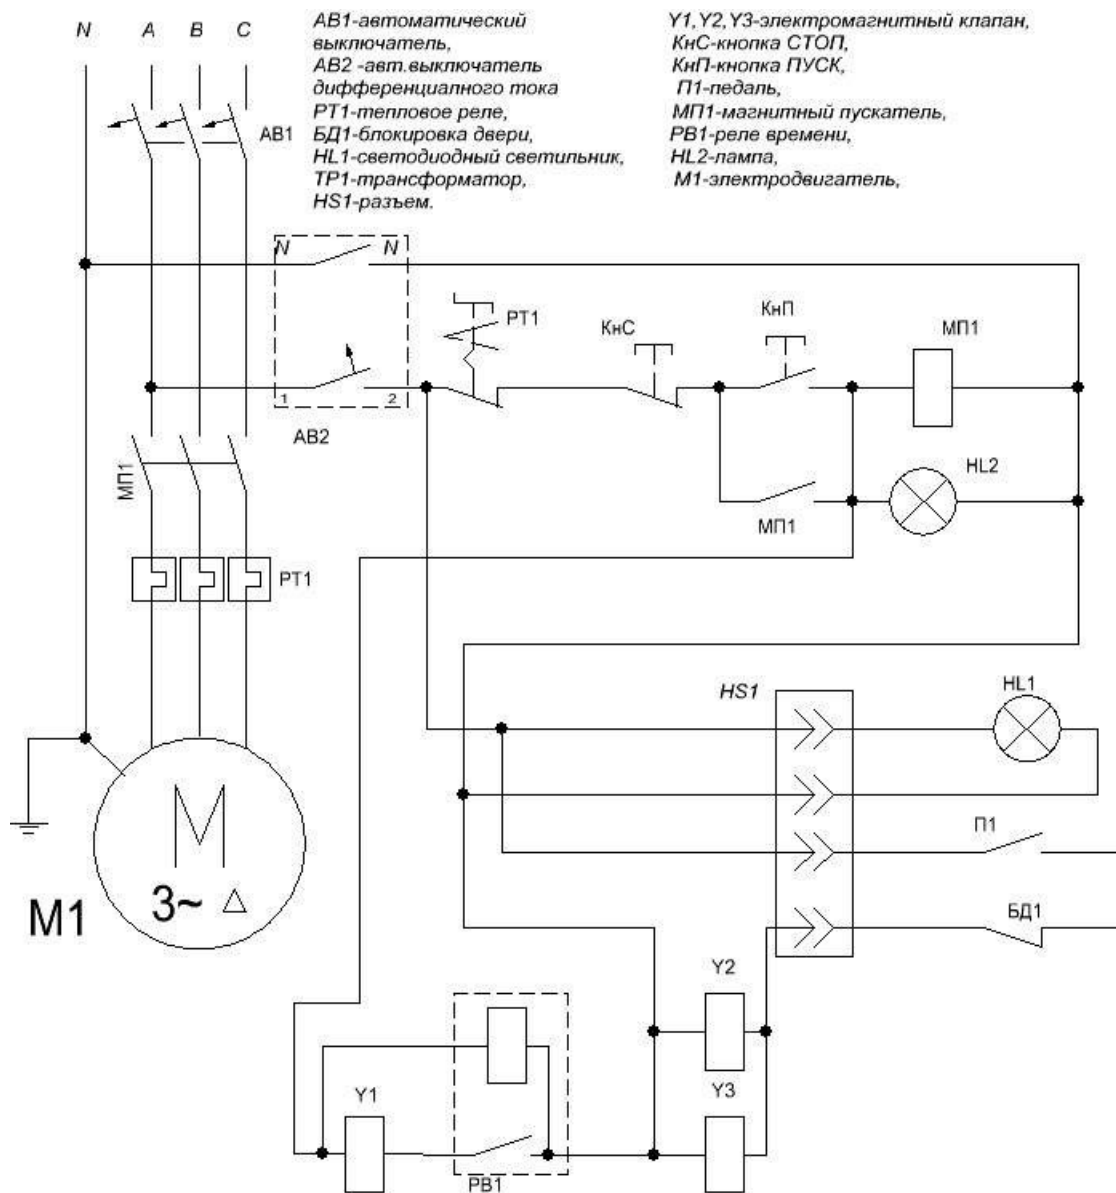 N A B C
АВ1-автоматический
выключатель,
АВ2 -авт.выключатель
дифференциалного тока
РТ1-тепловое реле,
БД1-блокировка двери,
HL1-светодиодный светильник,
ТР1-трансформатор,
HS1-разъем.
Y1,Y2,Y3-электромагнитный клапан,
КнС-кнопка СТОП,
КнП-кнопка ПУСК,
П1-педаль,
МП1-магнитный пускатель,
РВ1-реле времени,
HL2-лампа,
М1-электродвигатель,
АВ1
N N
РТ1
КнС
КнП
МП1
1 2
АВ2
МП1
HL2
МП1
РТ1
HS1
HL1
П1
М
3~ Δ
М1
БД1
Y2
Y1
Y3
РВ1